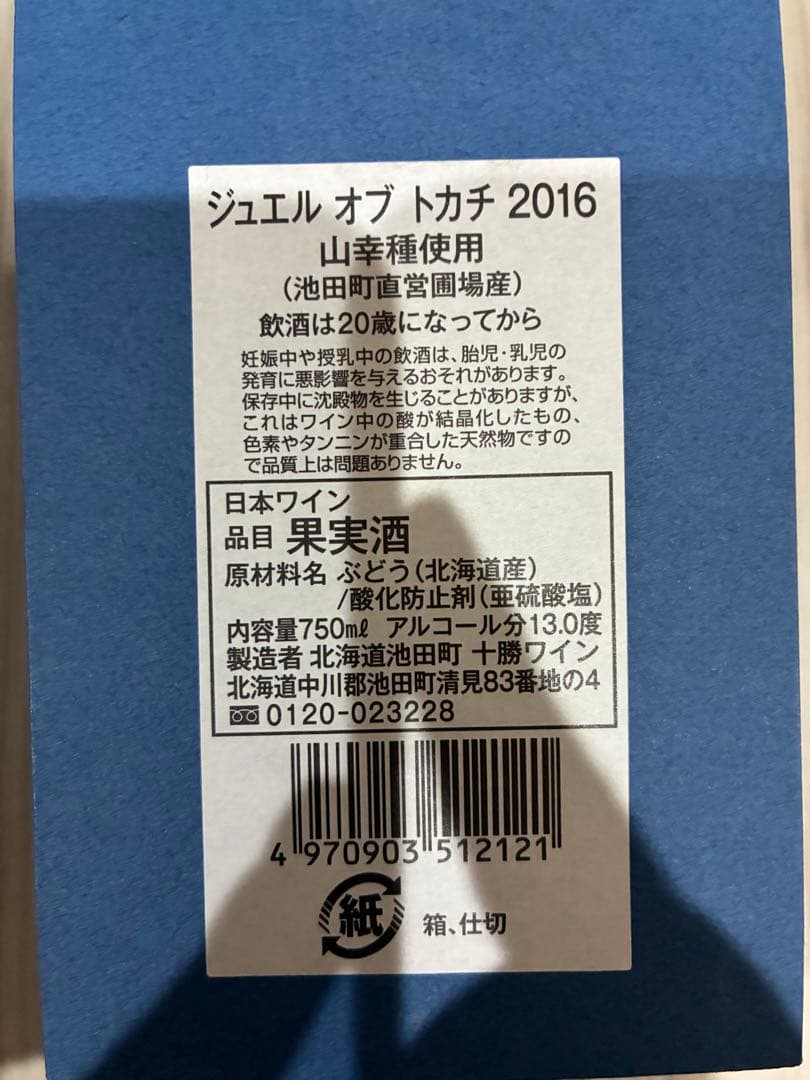 ジュエル オブ トカチ 2016
山幸種使用
(池田町直営圃場産)
飲酒は20歳になってから
妊娠中や授乳中の飲酒は、胎児・乳児の
発育に悪影響を与えるおそれがあります。
保存中に沈殿物を生じることがありますが、
これはワイン中の酸が結晶化したもの、
色素やタンニンが重合した天然物ですの
で品質上は問題ありません。
日本ワイン
品目 果実酒
原材料名 ぶどう(北海道産)
/酸化防止剤(亜硫酸塩)
内容量750mℓ アルコール分13.0度
製造者 北海道池田町 十勝ワイン
北海道中川郡池田町清見83番地の4
0120-023228
4 970903 512121
紙 箱、仕切